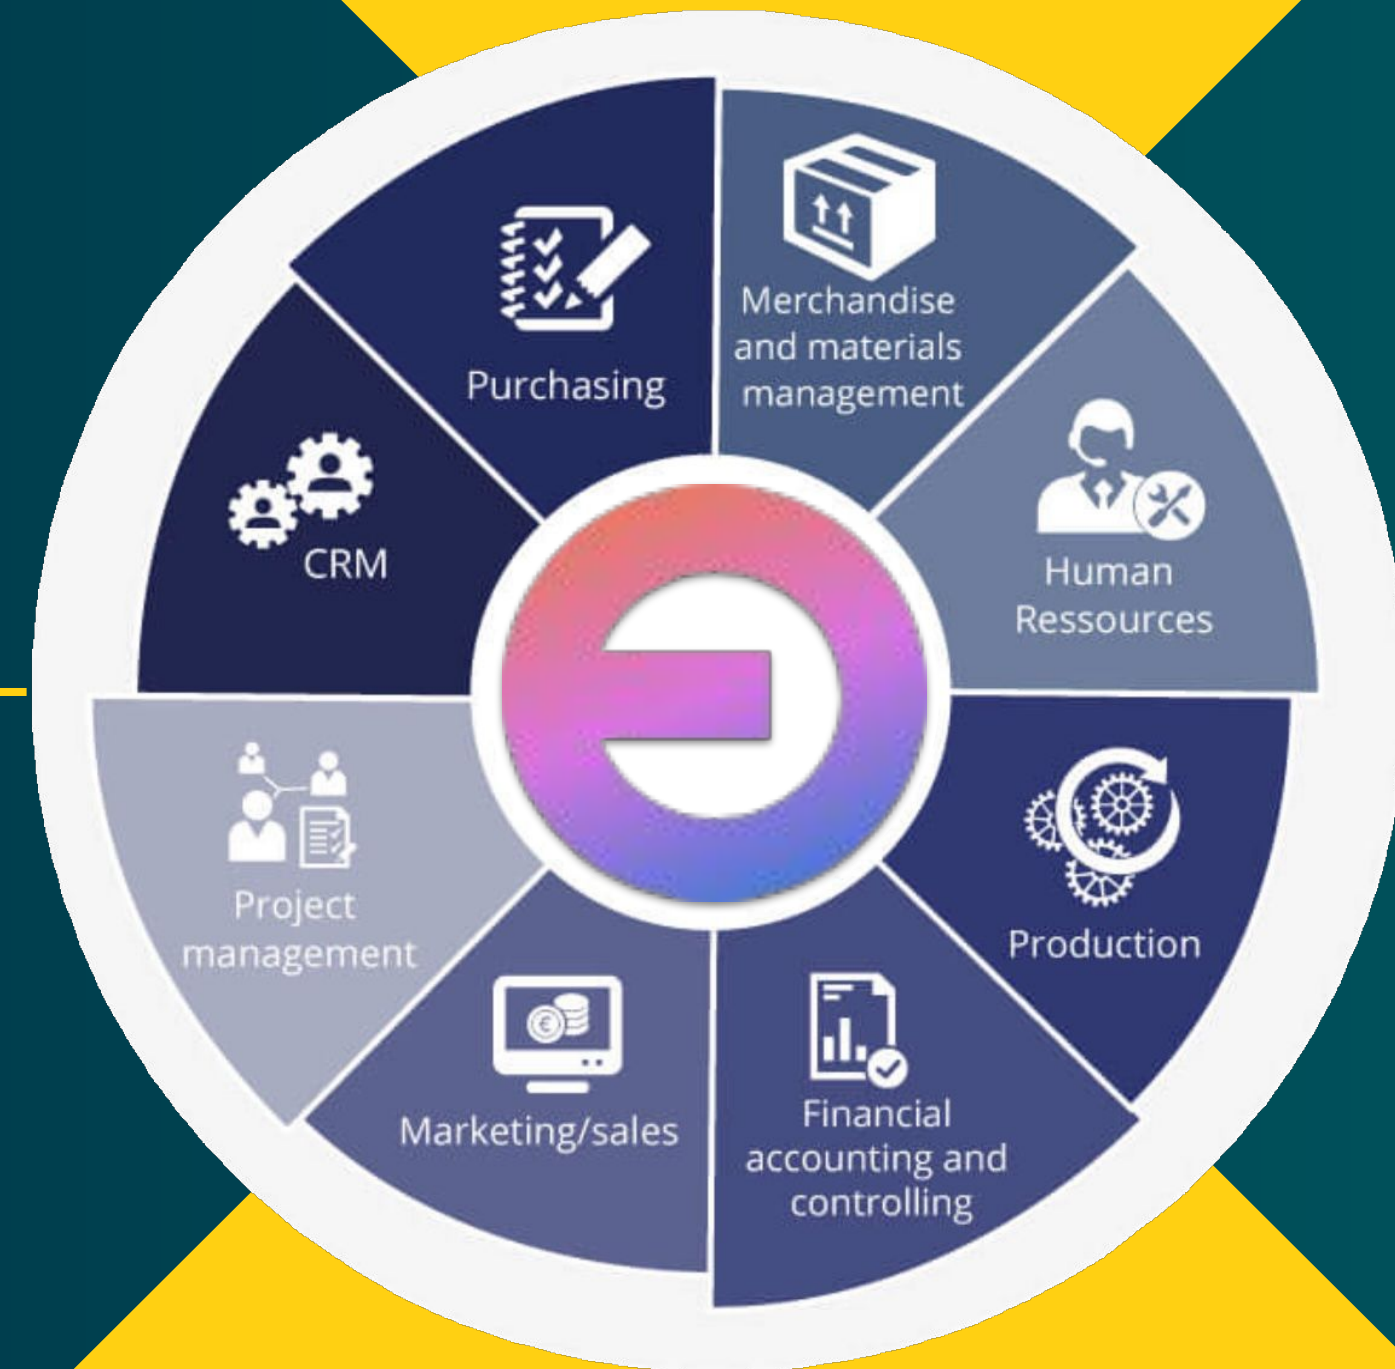 Merchandise
and materials
management
Human
Ressources
Production
Financial
accounting and
controlling
Marketing/sales
Project
management
CRM
Purchasing
€